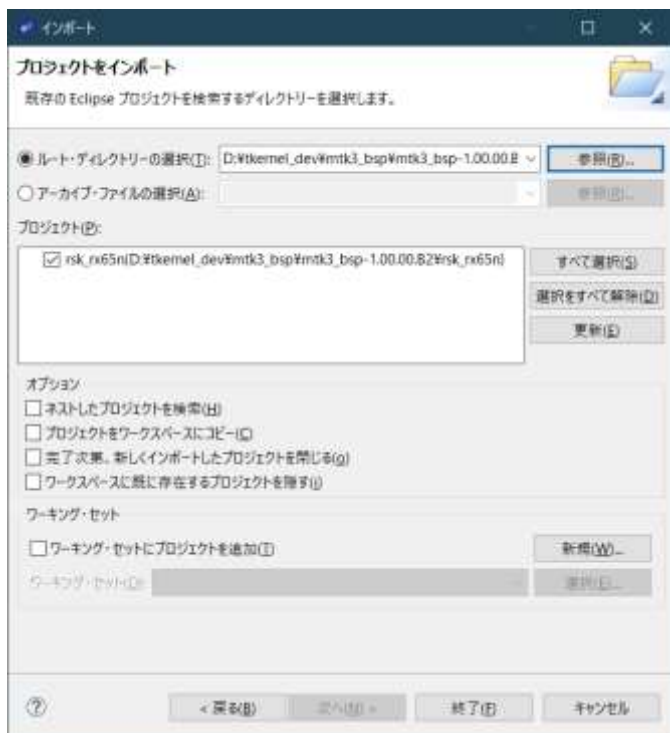 インポート
プロジェクトをインポート
既存の Eclipse プロジェクトを検索するディレクトリーを選択します。
ルート・ディレクトリーの選択(T): D:¥tkernel_dev¥mtk3_bsp¥mtk3_bsp-1.00.00.B 参照(R)...
アーカイブ・ファイルの選択(A): 参照(R)...
プロジェクト(P):
rsk_rx65n(D:¥tkernel_dev¥mtk3_bsp¥mtk3_bsp-1.00.00.B2¥rsk_rx65n) すべて選択(S)
選択をすべて解除(D)
更新(E)
オプション
ネストしたプロジェクトを検索(H)
プロジェクトをワークスペースにコピー(C)
完了次第、新しくインポートしたプロジェクトを閉じる(o)
ワークスペースに既に存在するプロジェクトを隠す(i)
ワーキング・セット
ワーキング・セットにプロジェクトを追加(T) 新規(W)...
ワーキング・セット(O): 選択(E)...
< 戻る(B) 次へ(N) > 終了(F) キャンセル